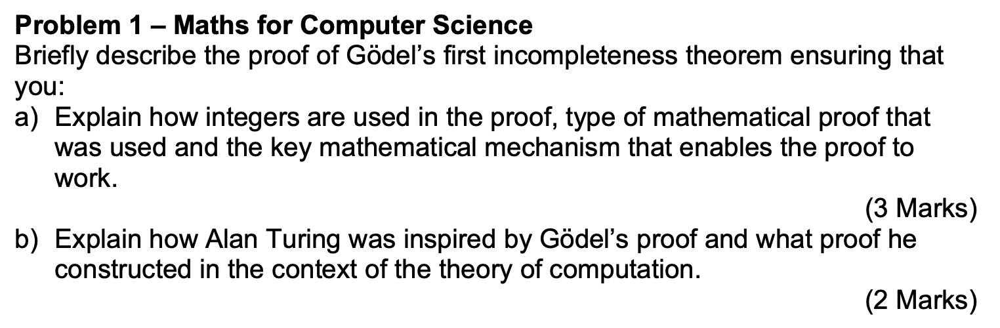 Problem 1 – Maths for Computer Science
Briefly describe the proof of Gödel’s first incompleteness theorem ensuring that
you:
a) Explain how integers are used in the proof, type of mathematical proof that
was used and the key mathematical mechanism that enables the proof to
work.
(3 Marks)
b) Explain how Alan Turing was inspired by Gödel’s proof and what proof he
constructed in the context of the theory of computation.
(2 Marks)